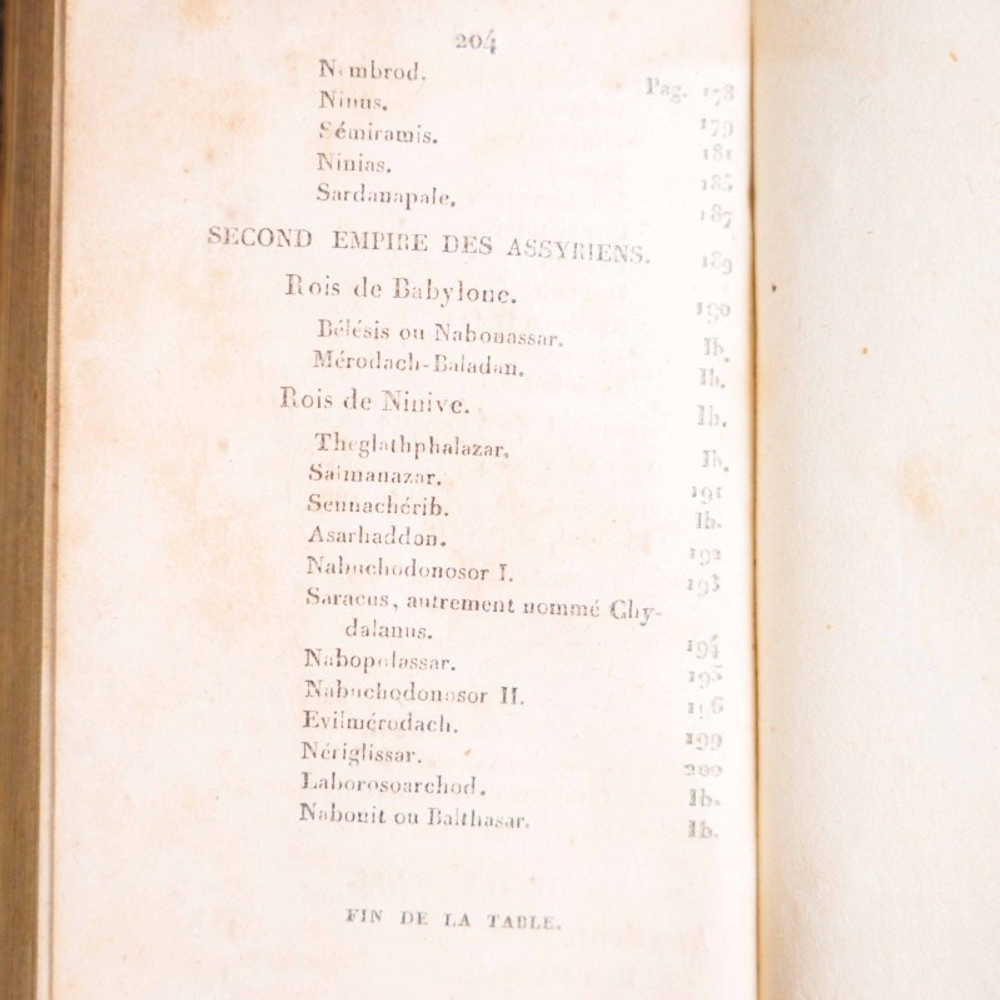 204
Nembrod. Pag. 178
Ninus. 179
Sémiramis. 181
Ninias. 185
Sardanapale. 187
SECOND EMPIRE DES ASSYRIENS. 189
Rois de Babylone. 190
Bélésis ou Nabonassar. Ib.
Mérodach-Baladan. Ib.
Rois de Ninive. Ib.
Theglathphalazar. Ib.
Salmanazar. 191
Sennachérib. Ib.
Asarhaddon. 192
Nabuchodonosor I. 193
Saracus, autrement nommé Chy-
dalanus. 194
Nabopolassar. 195
Nabuchodonosor II. 196
Evilmérodach. 199
Nériglissar. 200
Laborosoarchod. Ib.
Nabonit ou Balthasar. Ib.
FIN DE LA TABLE.